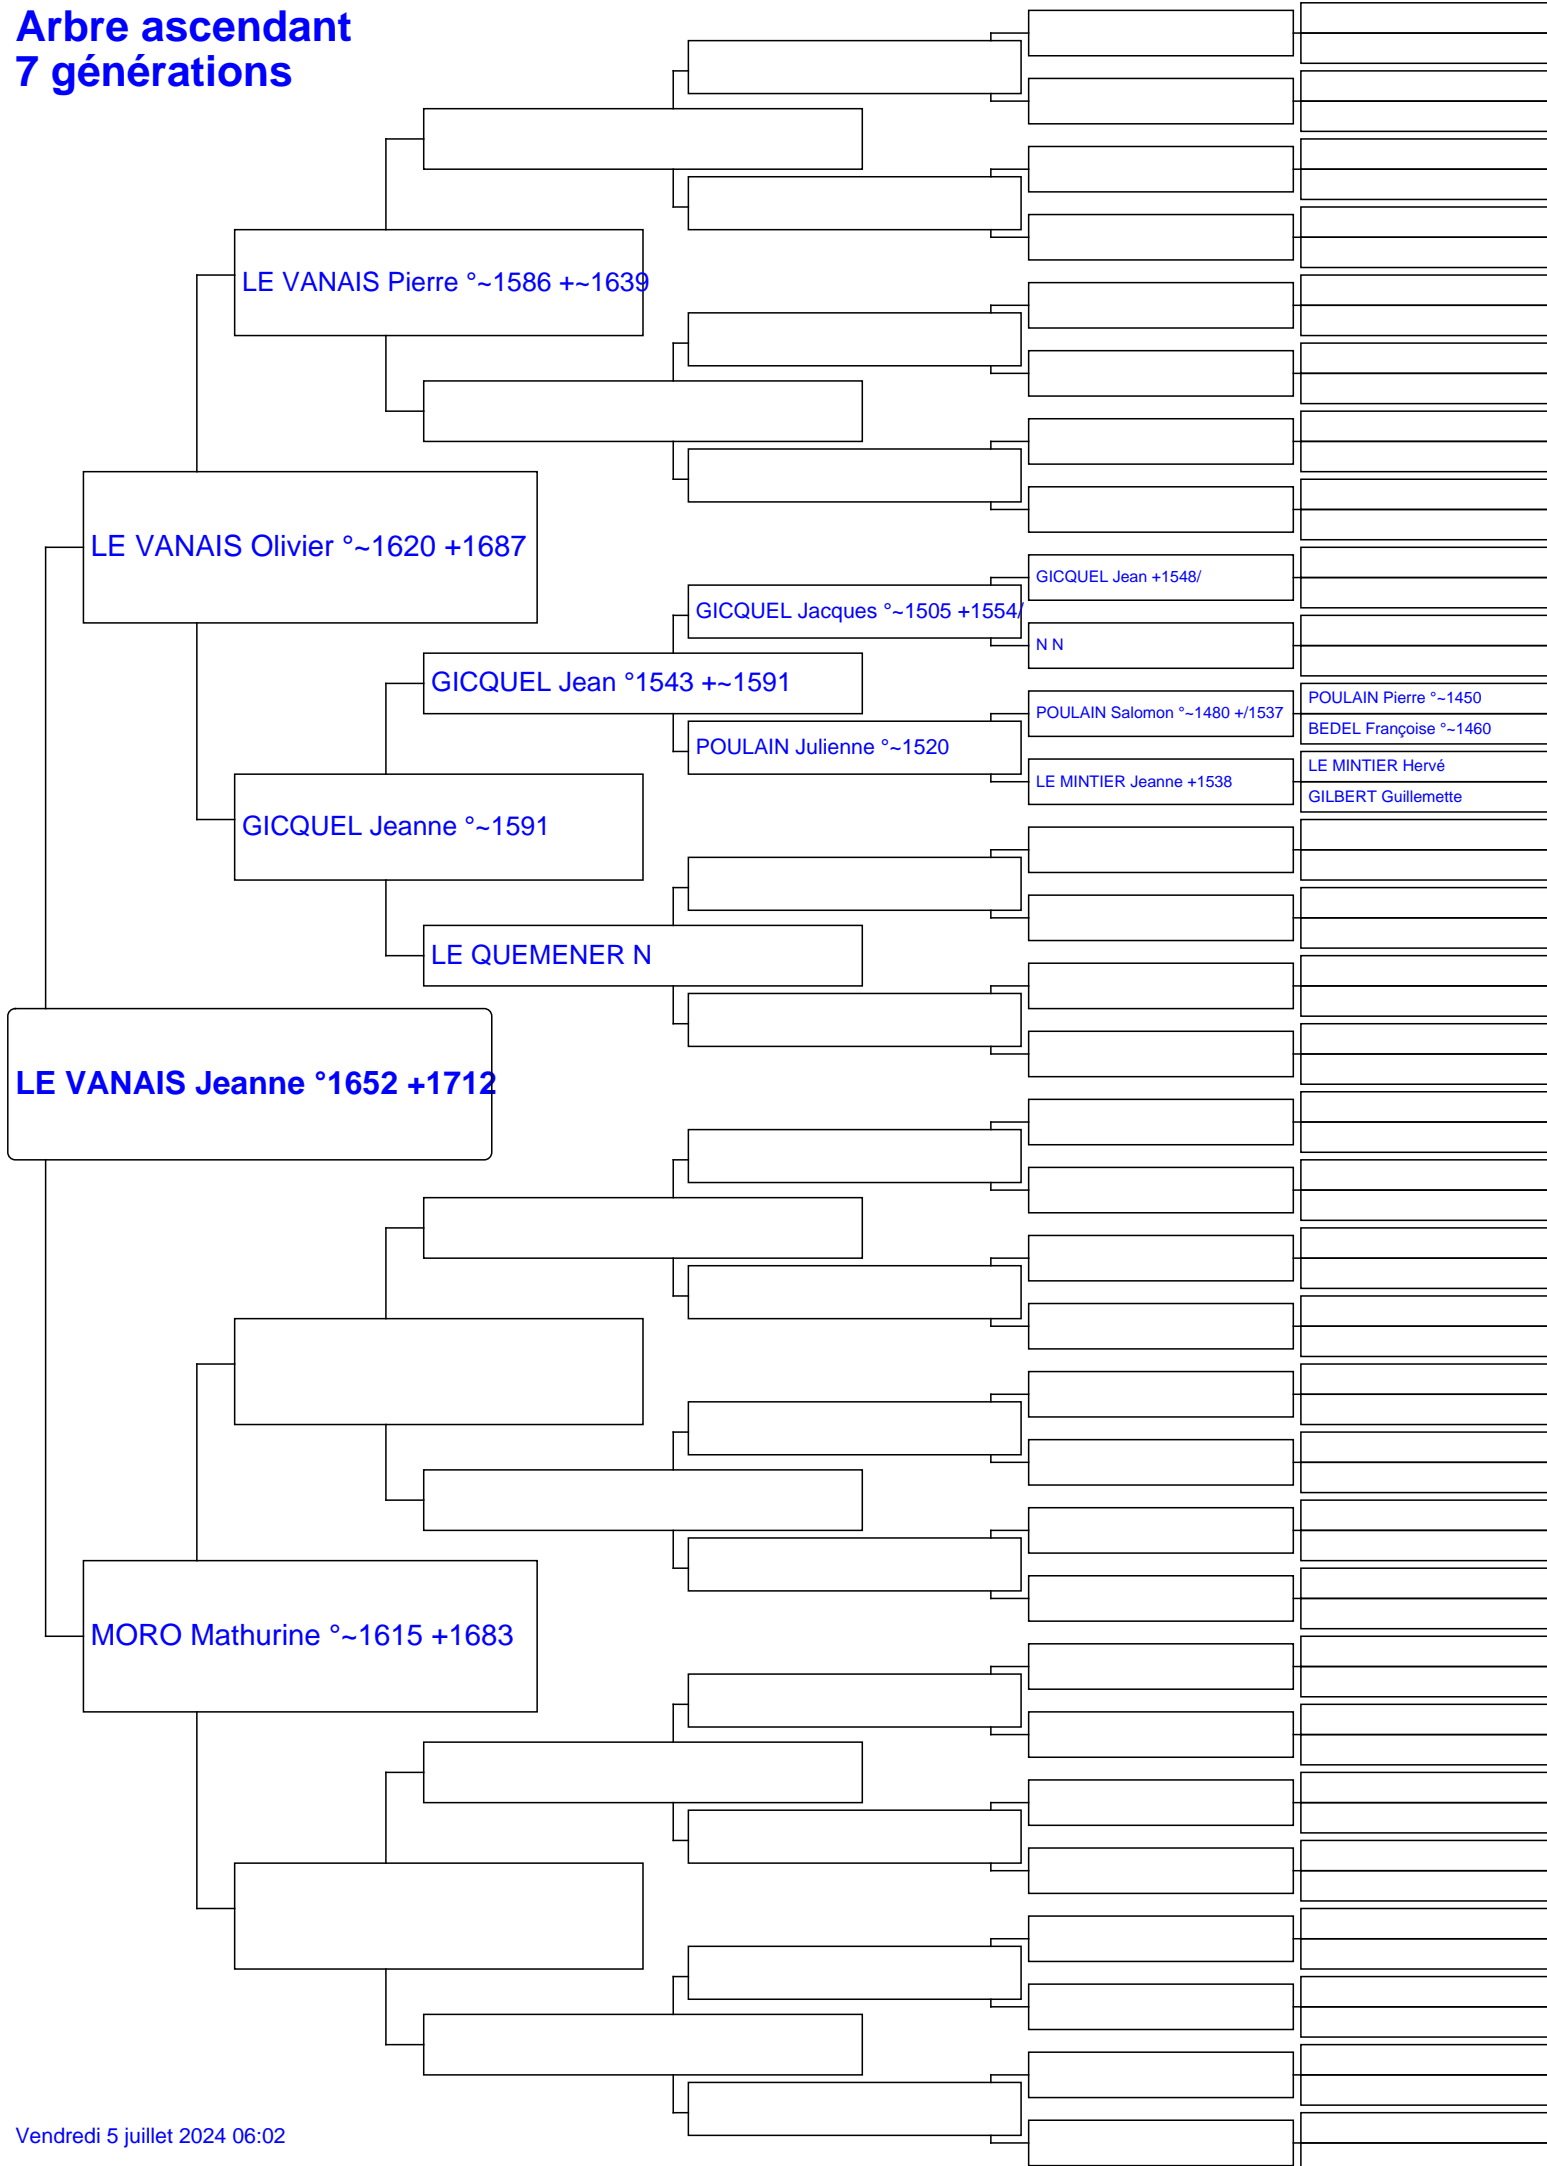 Arbre ascendant
7 générations
LE VANAIS Pierre °~1586 +~1639
LE VANAIS Olivier °~1620 +1687
GICQUEL Jean +1548/
GICQUEL Jacques °~1505 +1554/
N N
GICQUEL Jean °1543 +~1591
POULAIN Pierre °~1450
POULAIN Salomon °~1480 +/1537
BEDEL Françoise °~1460
POULAIN Julienne °~1520
LE MINTIER Hervé
LE MINTIER Jeanne +1538
GILBERT Guillemette
GICQUEL Jeanne °~1591
LE QUEMENER N
LE VANAIS Jeanne °1652 +1712
MORO Mathurine °~1615 +1683
Vendredi 5 juillet 2024 06:02